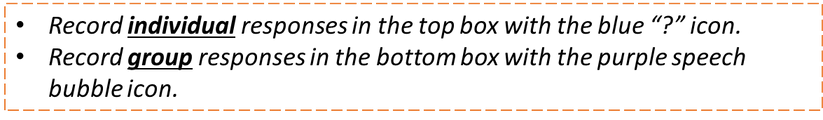 • Record individual responses in the top box with the blue “?” icon.
• Record group responses in the bottom box with the purple speech
bubble icon.